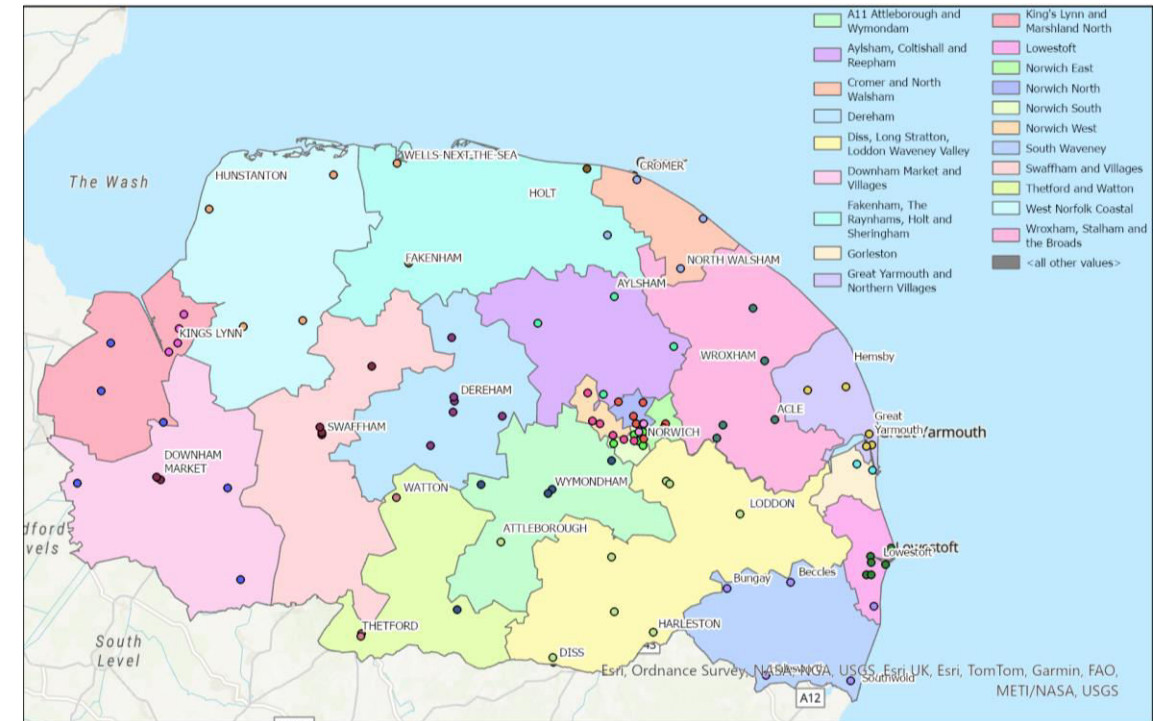 A11 Attleborough and
Wymondam
Aylsham, Coltishall and
Reepham
Cromer and North
Walsham
Dereham
Diss, Long Stratton,
Loddon Waveney Valley
Downham Market and
Villages
Fakenham, The
Raynhams, Holt and
Sheringham
Gorleston
Great Yarmouth and
Northern Villages
King's Lynn and
Marshland North
Lowestoft
Norwich East
Norwich North
Norwich South
Norwich West
South Waveney
Swaffham and Villages
Thetford and Watton
West Norfolk Coastal
Wroxham, Stalham and
the Broads
<all other values>
The Wash
HUNSTANTON
WELLS-NEXT-THE-SEA
CROMER
HOLT
FAKENHAM
NORTH WALSHAM
AYLSHAM
KINGS LYNN
WROXHAM
Hemsby
DEREHAM
ACLE
SWAFFHAM
NORWICH
Great
Yarmouth
Yarmouth
DOWNHAM
MARKET
WATTON
WYMONDHAM
LODDON
ATTLEBOROUGH
Lowestoft
Lowestoft
Beccles
Bungay
South
Level
THETFORD
HARLESTON
DISS
Southwold
A12
Esri, Ordnance Survey, NASA, NGA, USGS, Esri UK, Esri, TomTom, Garmin, FAO,
METI/NASA, USGS